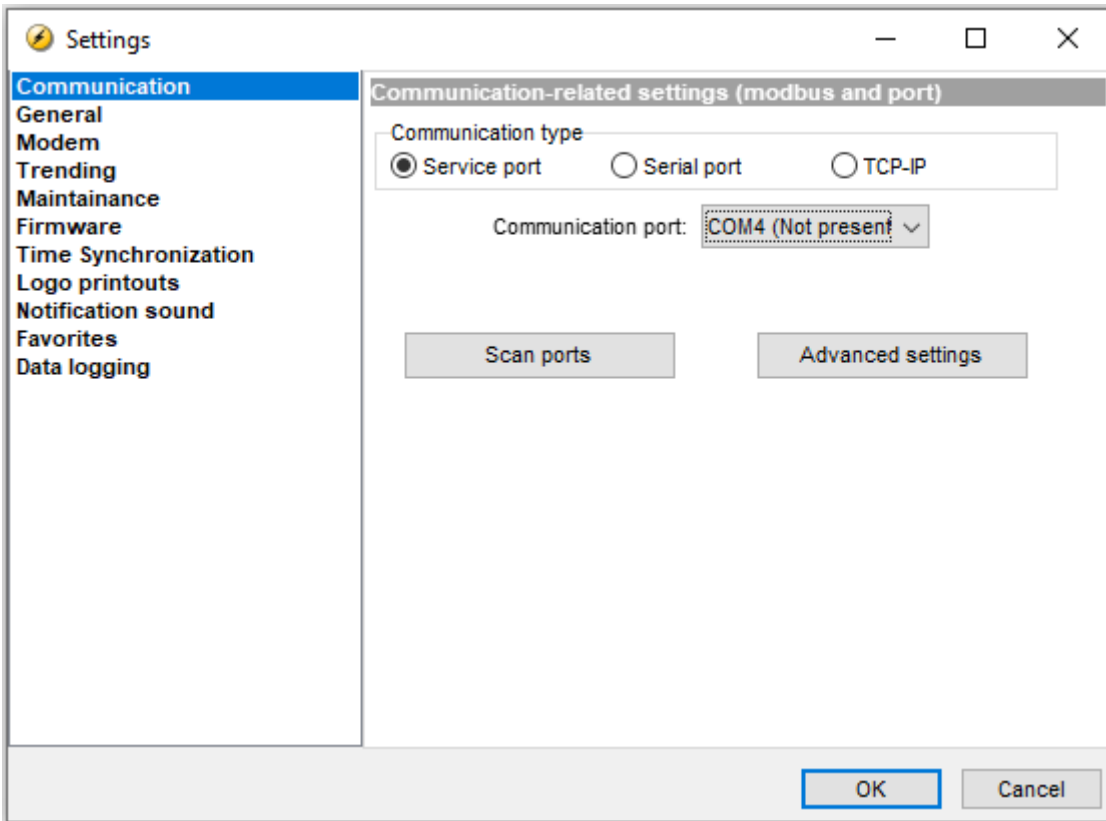 Settings
Communication
General
Modem
Trending
Maintainance
Firmware
Time Synchronization
Logo printouts
Notification sound
Favorites
Data logging
Communication-related settings (modbus and port)
Communication type
Service port Serial port TCP-IP
Communication port: COM4 (Not present
Scan ports Advanced settings
OK Cancel